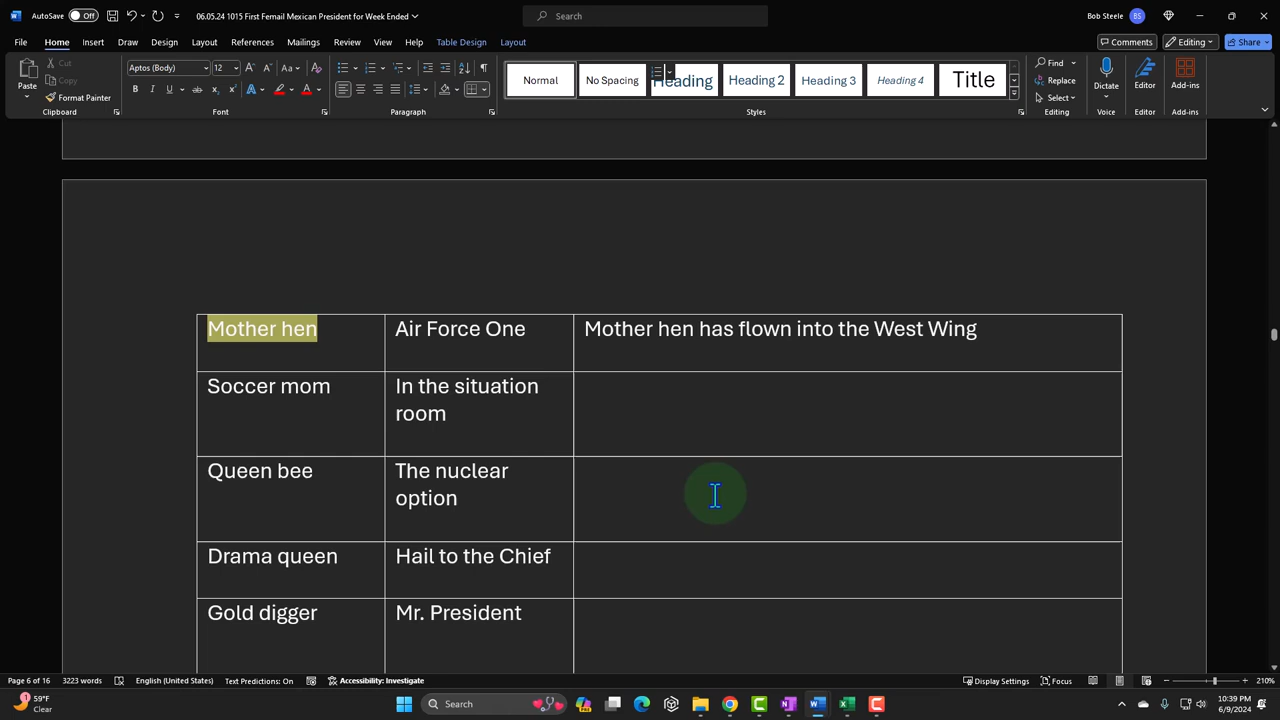 AutoSave Off 06.05.24 1015 First Femail Mexican President for Week Ended Search Bob Steele BS
File Home Insert Draw Design Layout References Mailings Review View Help Table Design Layout Comments Editing Share
Paste Cut Copy Format Painter Clipboard
Aptos (Body) 12 Font
Paragraph
Normal No Spacing Heading Heading 2 Heading 3 Heading 4 Title Styles
Find Replace Select Editing
Dictate Voice
Editor Editor
Add-ins Add-ins
Mother hen Air Force One Mother hen has flown into the West Wing
Soccer mom In the situation
room
Queen bee The nuclear
option
Drama queen Hail to the Chief
Gold digger Mr. President
Page 6 of 16 3223 words English (United States) Text Predictions: On Accessibility: Investigate Display Settings Focus 210%
59°F
Clear
Search
10:39 PM
6/9/2024